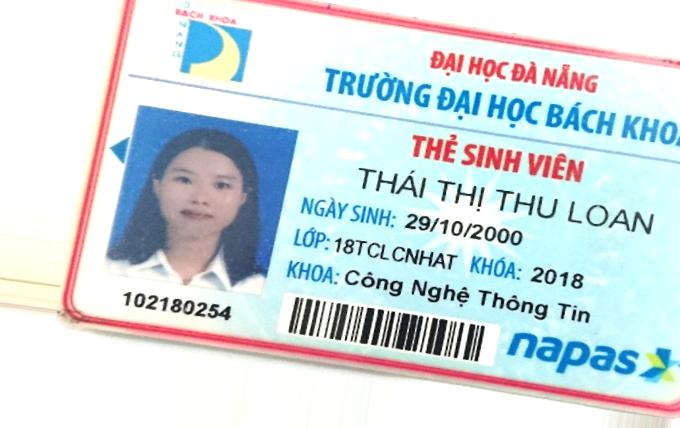 BÁCH KHOA
ĐÀ NẴNG
ĐẠI HỌC ĐÀ NẴNG
TRƯỜNG ĐẠI HỌC BÁCH KHOA
THẺ SINH VIÊN
THÁI THỊ THU LOAN
NGÀY SINH: 29/10/2000
LỚP: 18TCLCNHAT KHÓA: 2018
KHOA: Công Nghệ Thông Tin
102180254
napas